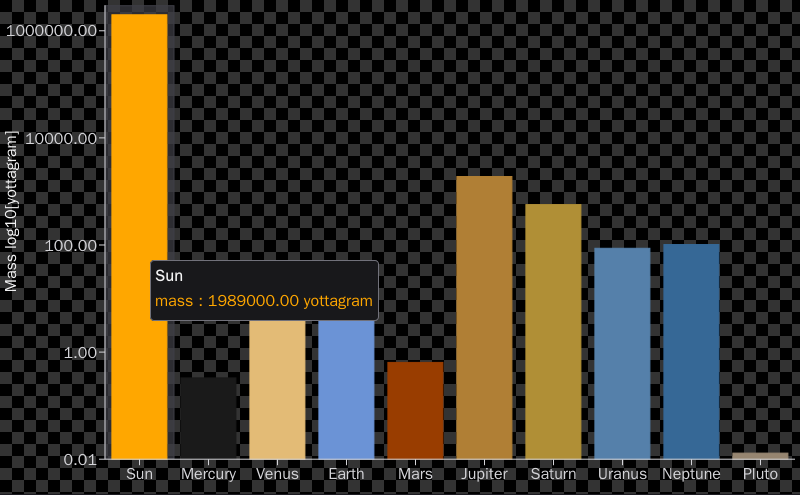 Mass log10[yottagram]
1000000.00
10000.00
100.00
1.00
0.01
Sun
mass : 1989000.00 yottagram
Sun Mercury Venus Earth Mars Jupiter Saturn Uranus Neptune Pluto